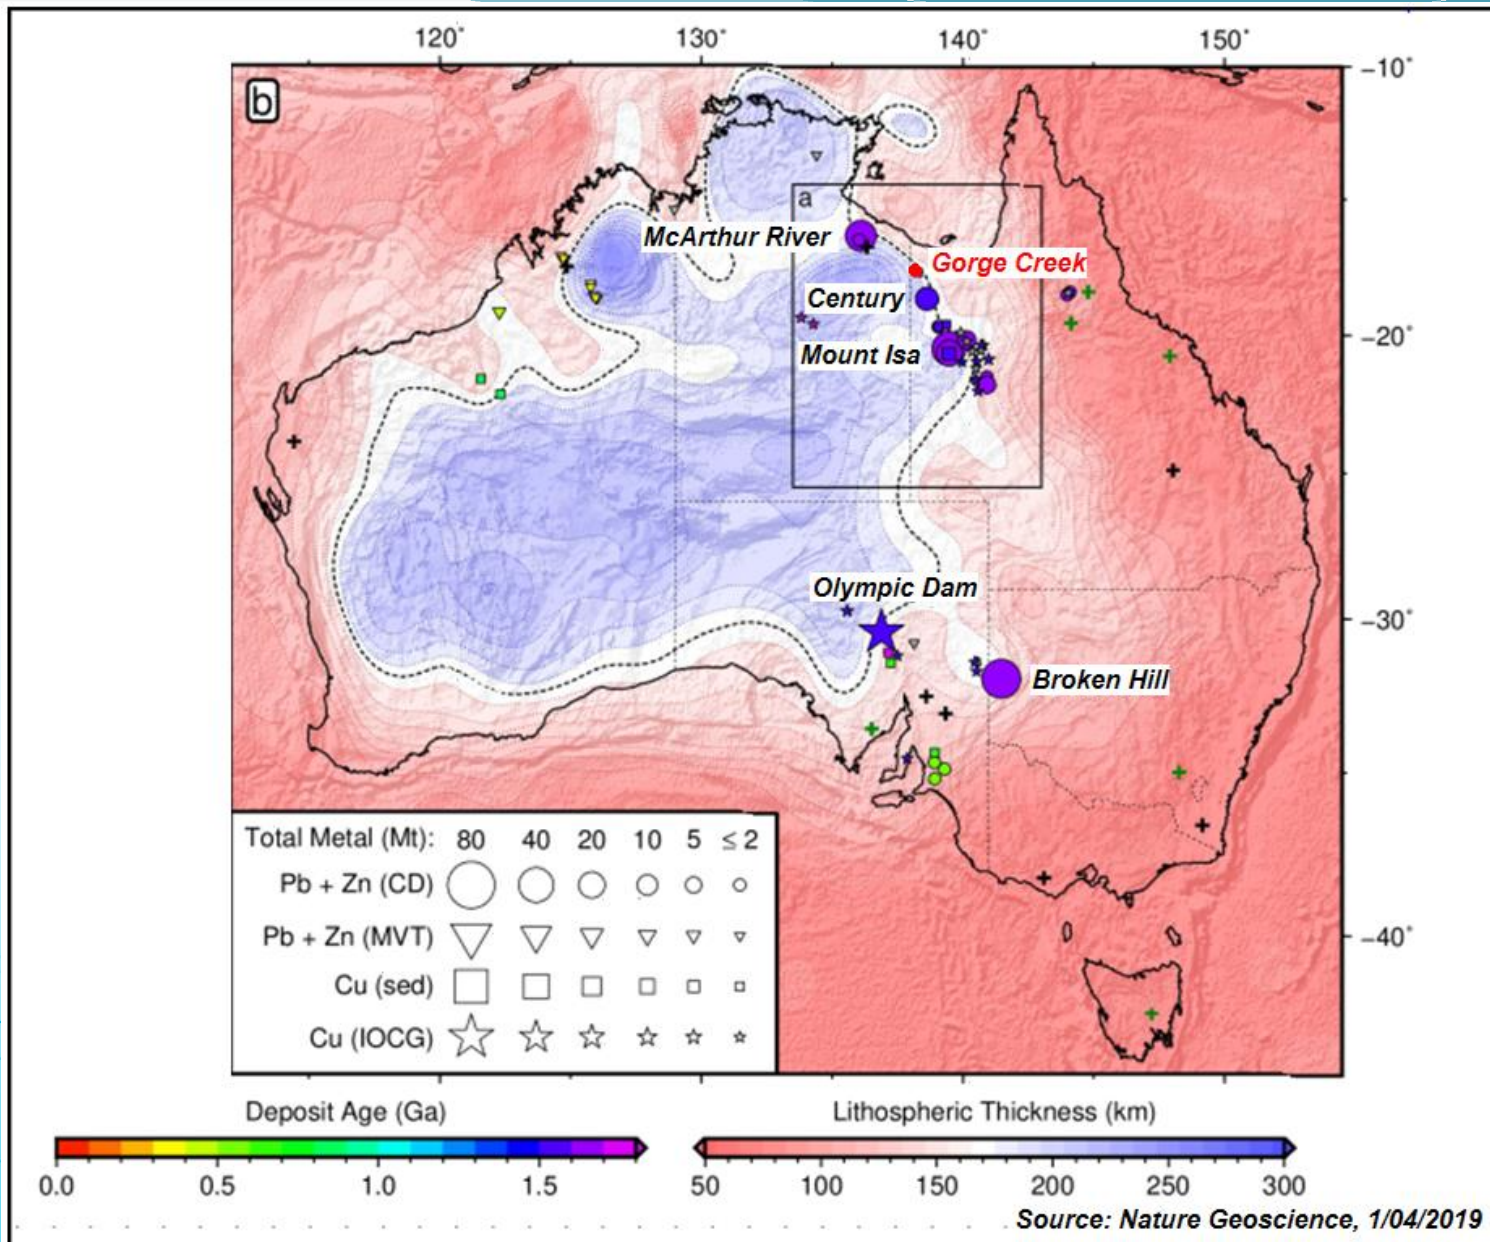 120° 130° 140° 150°
b
-10°
a
McArthur River
Gorge Creek
Century
-20°
Mount Isa
Olympic Dam
-30°
Broken Hill
Total Metal (Mt): 80 40 20 10 5 ≤ 2
Pb + Zn (CD)
Pb + Zn (MVT)
-40°
Cu (sed)
Cu (IOCG)
Deposit Age (Ga)
Lithospheric Thickness (km)
0.0 0.5 1.0 1.5
50 100 150 200 250 300
Source: Nature Geoscience, 1/04/2019